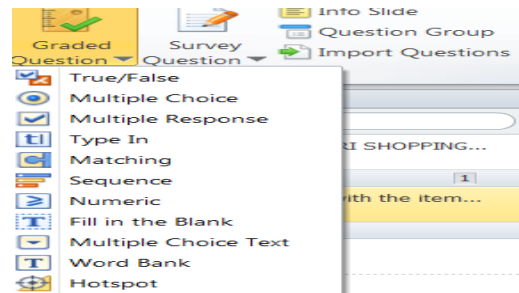 Info Slide
Question Group
Import Questions
Graded
Question
Survey
Question
True/False
Multiple Choice
Multiple Response
Type In
Matching
Sequence
Numeric
Fill in the Blank
Multiple Choice Text
Word Bank
Hotspot
RI SHOPPING...
1
with the item...